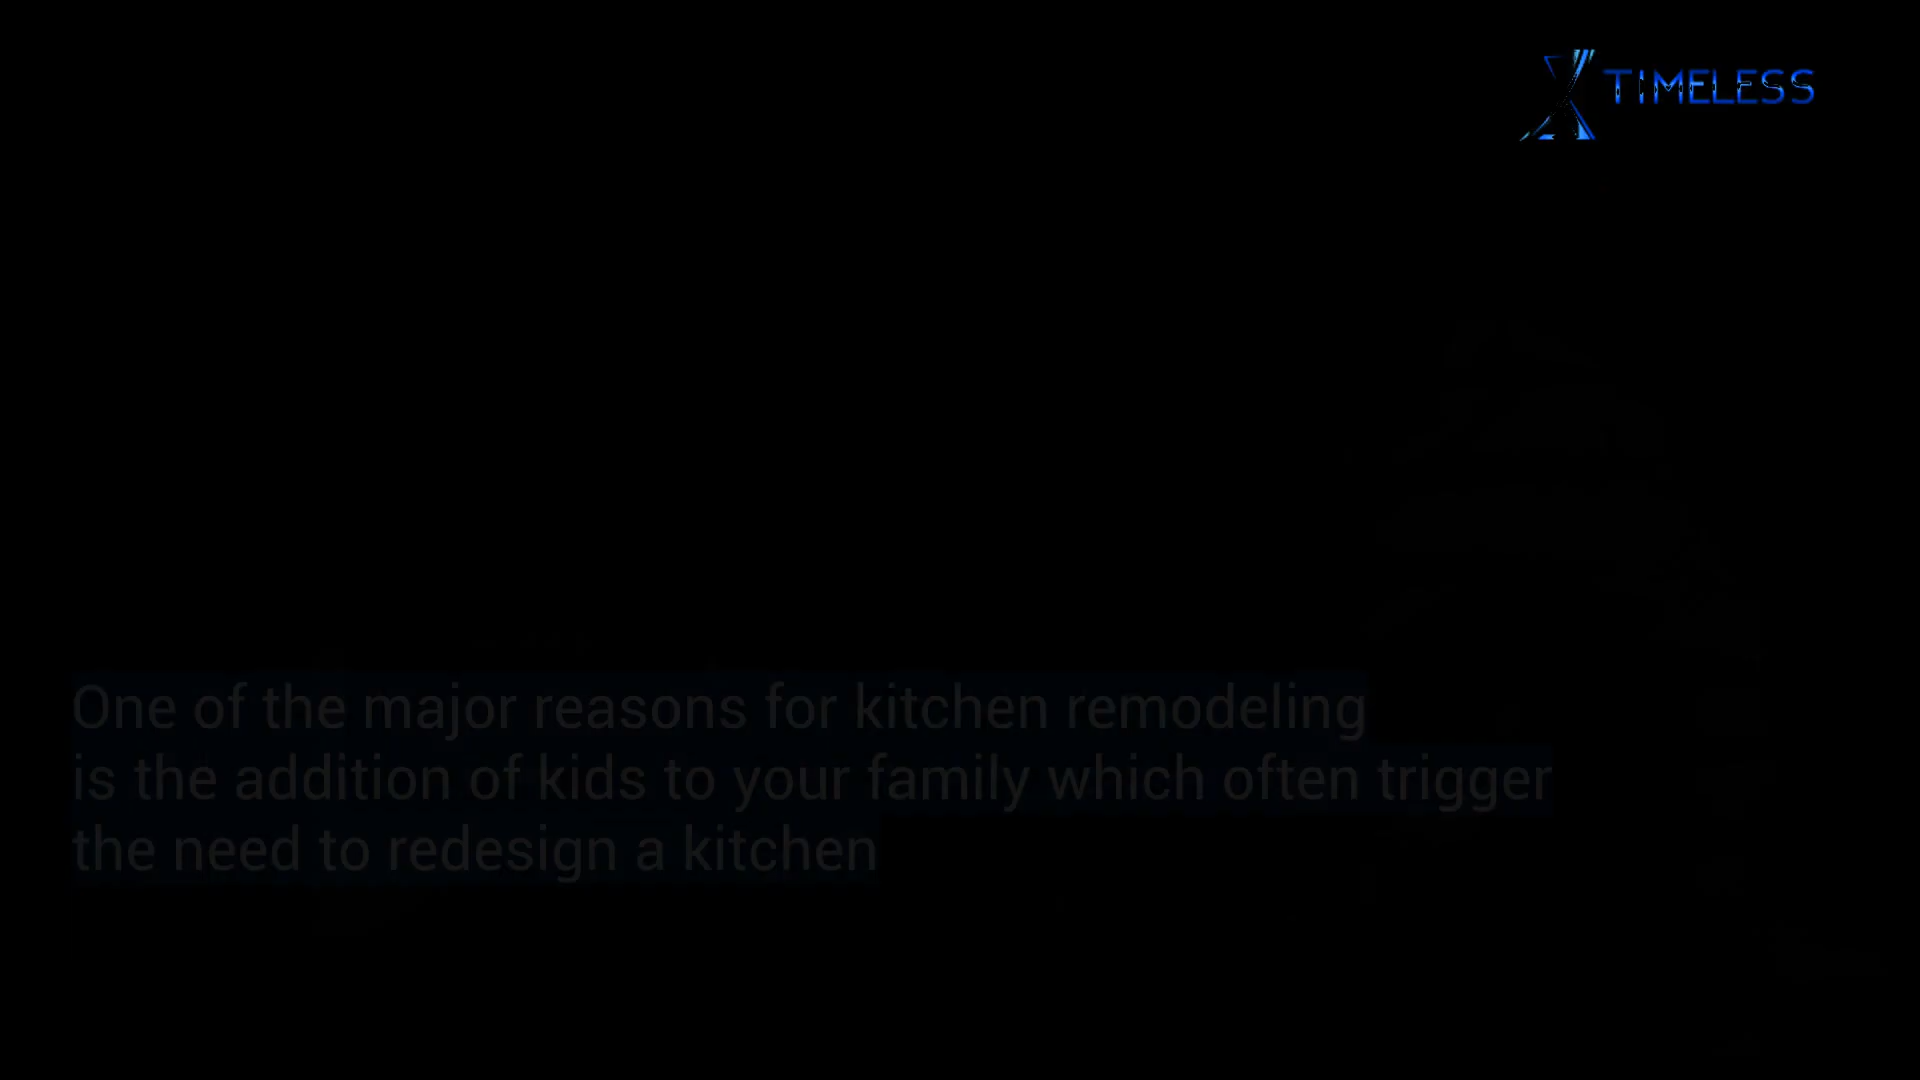 TIMELESS
One of the major reasons for kitchen remodeling
is the addition of kids to your family which often trigger
the need to redesign a kitchen